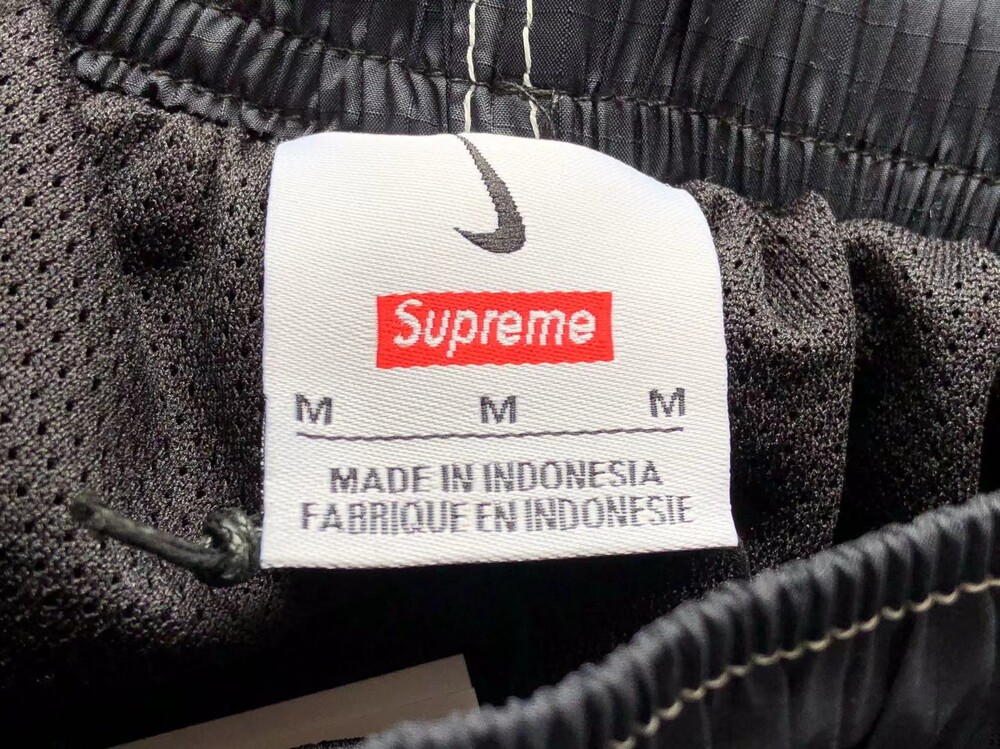 Supreme
M M M
MADE IN INDONESIA
FABRIQUE EN INDONESIE